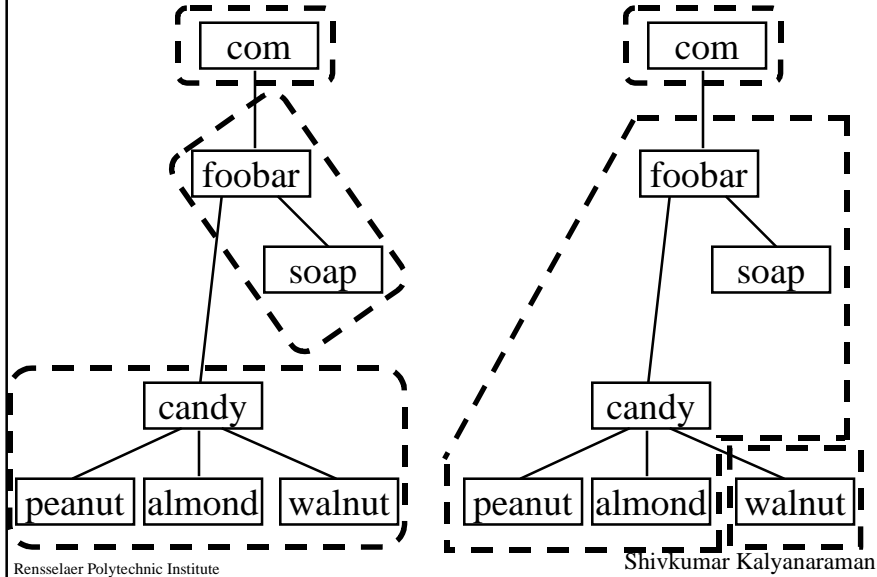 com
foobar
soap
candy
peanut almond walnut
com
foobar
soap
candy
peanut almond walnut
Rensselaer Polytechnic Institute
Shivkumar Kalyanaraman